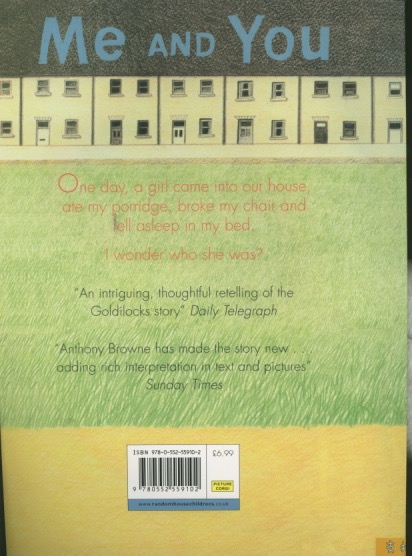 Me AND You
One day, a girl came into our house,
ate my porridge, broke my chair and
fell asleep in my bed.
I wonder who she was?
"An intriguing, thoughtful retelling of the
Goldilocks story" Daily Telegraph
"Anthony Browne has made the story new . .
adding rich interpretation in text and pictures"
Sunday Times
ISBN 978-0-552-55910-2
£6.99
9 780552 559102
PICTURE
CORGI
www.randomhousechildrens.co.uk